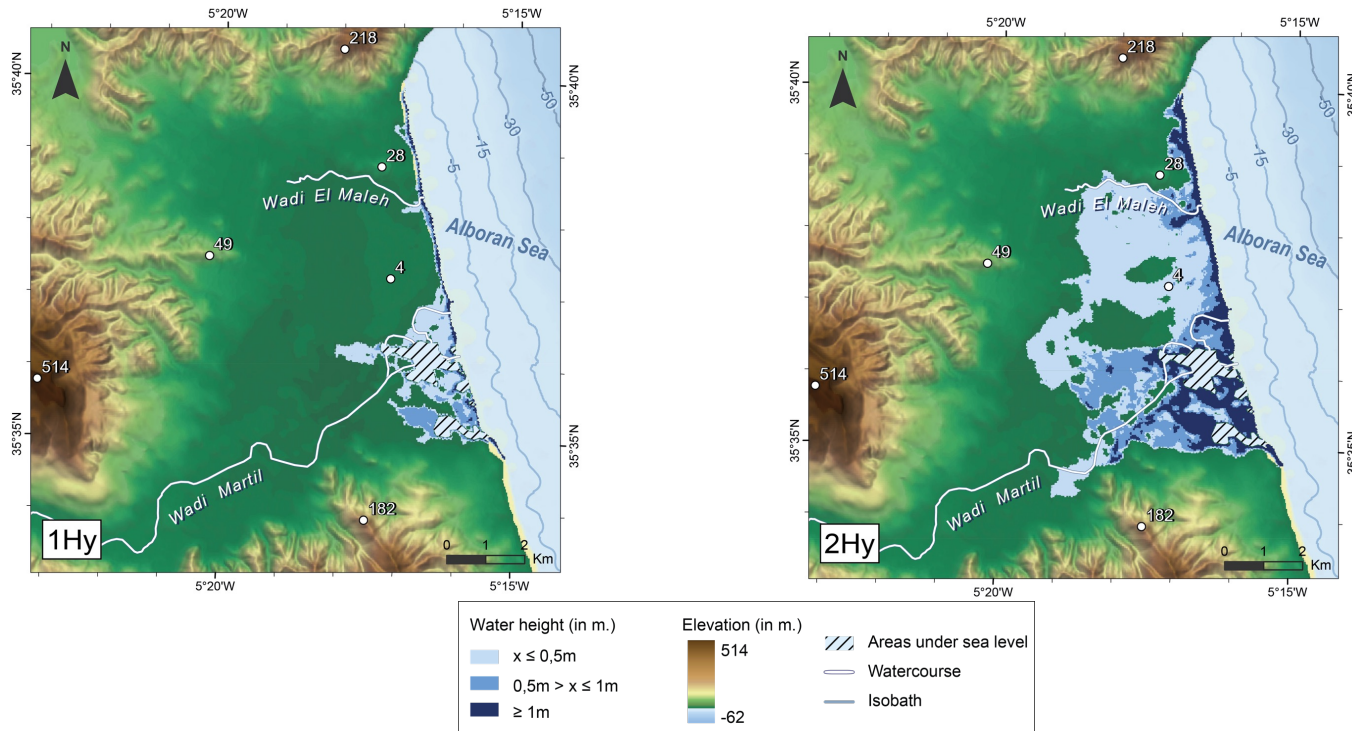 5°20'W
5°15'W
N
35°40'N
35°40'N
218
-50
-30
-15
-5
28
Wadi El Maleh
Alboran Sea
49
4
514
35°35'N
35°35'N
Wadi Martil
182
1Hy
0 1 2
Km
5°20'W
5°15'W
5°20'W
5°15'W
N
35°40'N
35°40'N
218
-50
-30
-15
-5
28
Wadi El Maleh
Alboran Sea
49
4
514
35°35'N
35°35'N
Wadi Martil
182
2Hy
0 1 2
Km
5°20'W
5°15'W
Water height (in m.)
x ≤ 0,5m
0,5m > x ≤ 1m
≥ 1m
Elevation (in m.)
514
-62
Areas under sea level
Watercourse
Isobath